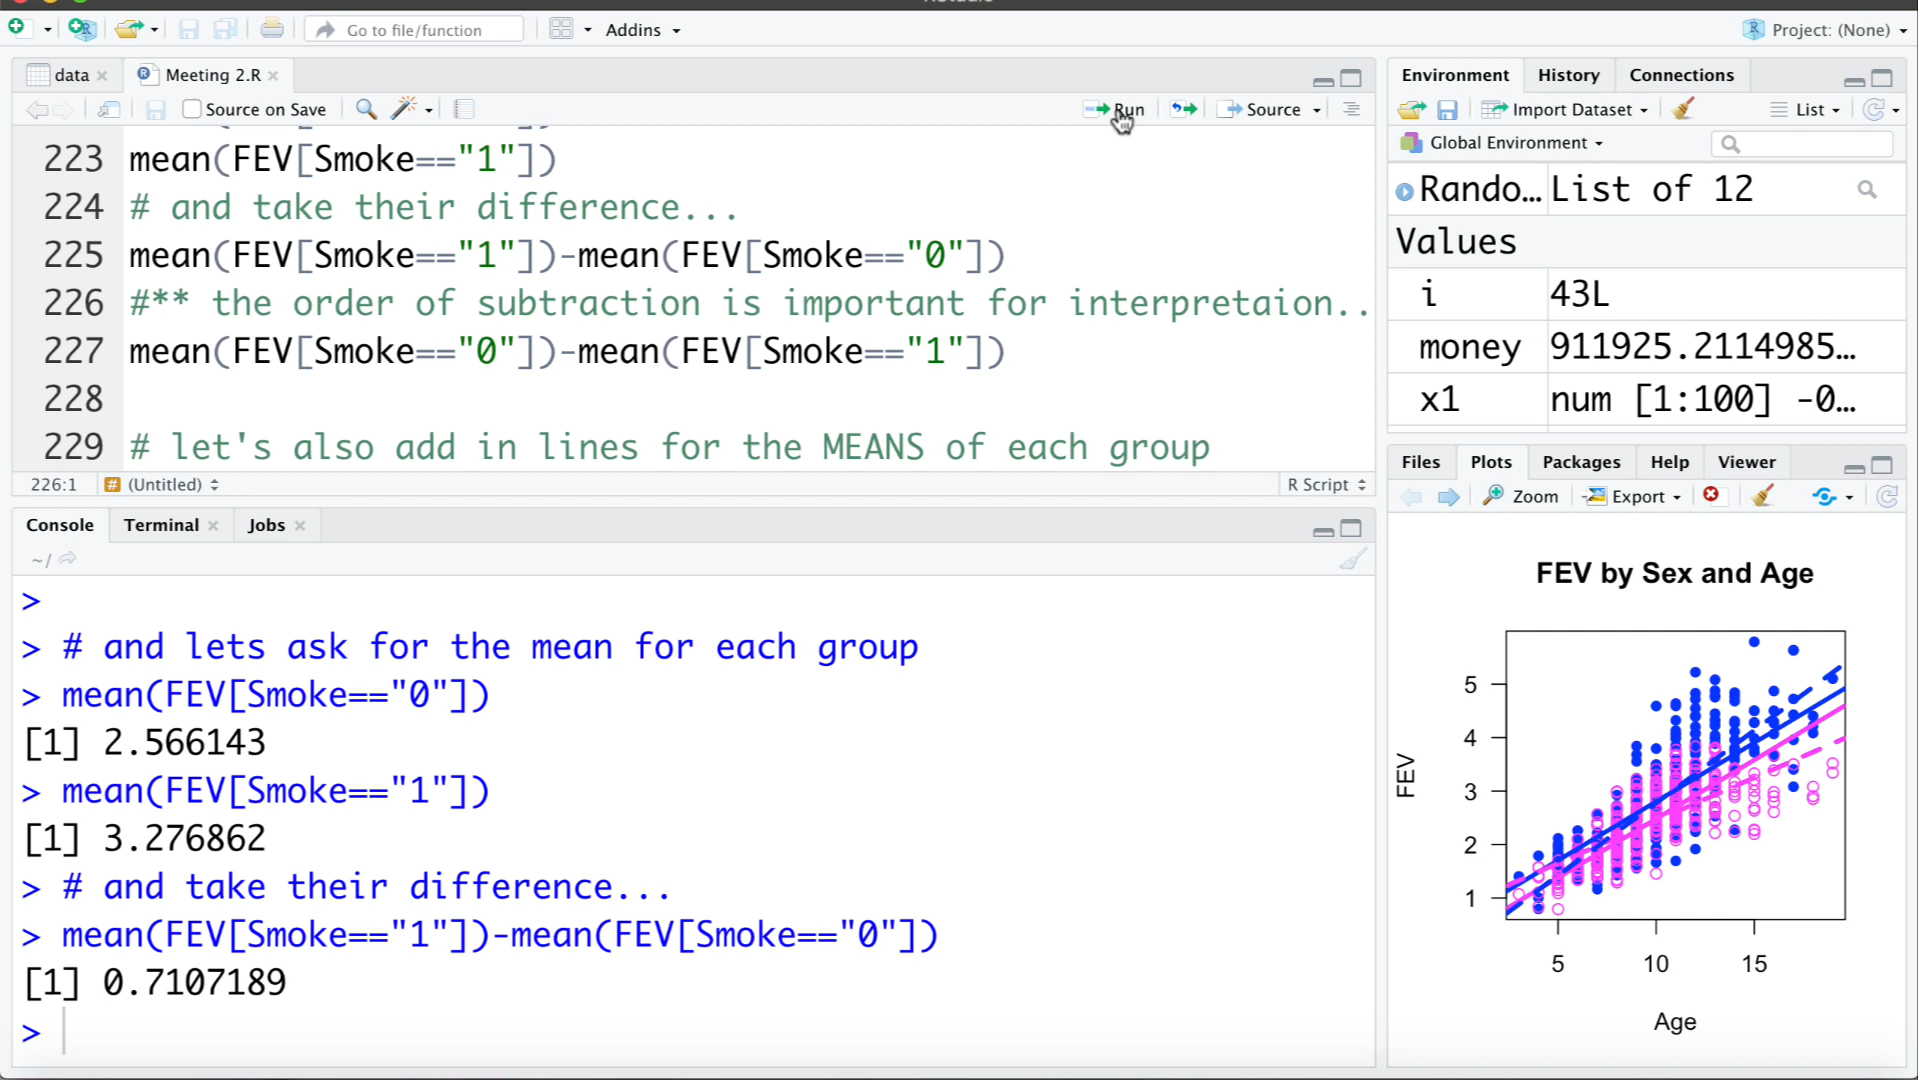 Go to file/function
Addins
Project: (None)
data
Meeting 2.R
Source on Save
Run
Source
223 mean(FEV[Smoke=="1"])
224 # and take their difference...
225 mean(FEV[Smoke=="1"])-mean(FEV[Smoke=="0"])
226 #** the order of subtraction is important for interpretaion..
227 mean(FEV[Smoke=="0"])-mean(FEV[Smoke=="1"])
228
229 # let's also add in lines for the MEANS of each group
226:1 # (Untitled) R Script
Console Terminal Jobs
~/
>
> # and lets ask for the mean for each group
> mean(FEV[Smoke=="0"])
[1] 2.566143
> mean(FEV[Smoke=="1"])
[1] 3.276862
> # and take their difference...
> mean(FEV[Smoke=="1"])-mean(FEV[Smoke=="0"])
[1] 0.7107189
>
Environment History Connections
Import Dataset List
Global Environment
Rando... List of 12
Values
i 43L
money 911925.2114985...
x1 num [1:100] -0...
Files Plots Packages Help Viewer
Zoom Export
FEV by Sex and Age
FEV
5
4
3
2
1
5 10 15
Age